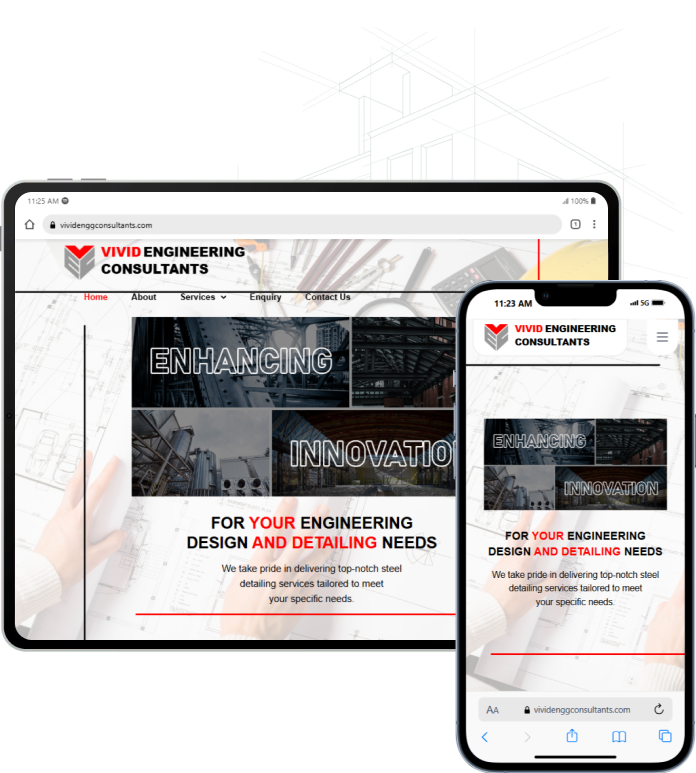 11:25 AM
100%
vividenggconsultants.com
1
VIVID ENGINEERING
CONSULTANTS
Home About Services Enquiry Contact Us
ENHANCING
INNOVATIO
FOR YOUR ENGINEERING
DESIGN AND DETAILING NEEDS
We take pride in delivering top-notch steel
detailing services tailored to meet
your specific needs.
11:23 AM
5G
VIVID ENGINEERING
CONSULTANTS
ENHANCING
INNOVATION
FOR YOUR ENGINEERING
DESIGN AND DETAILING NEEDS
We take pride in delivering top-notch steel
detailing services tailored to meet
your specific needs.
AA vividenggconsultants.com